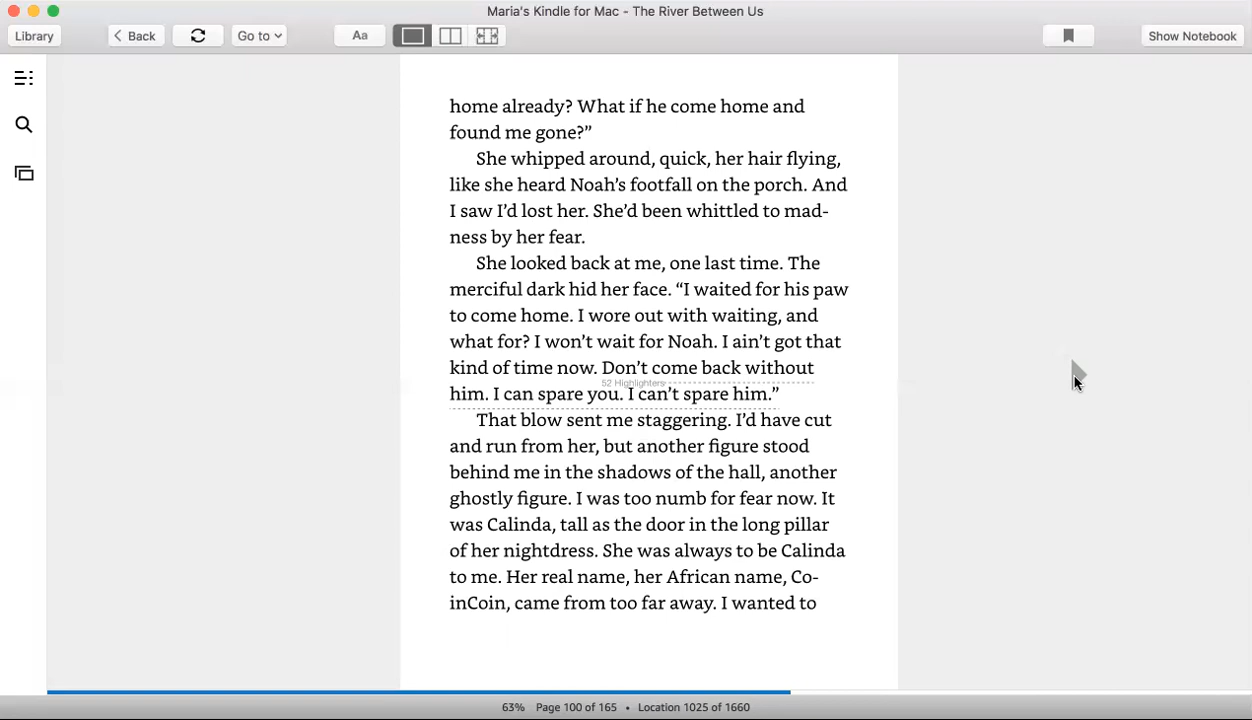 Maria's Kindle for Mac - The River Between Us
Library
Back
Go to
Aa
Show Notebook
home already? What if he come home and
found me gone?”
She whipped around, quick, her hair flying,
like she heard Noah’s footfall on the porch. And
I saw I’d lost her. She’d been whittled to mad-
ness by her fear.
She looked back at me, one last time. The
merciful dark hid her face. “I waited for his paw
to come home. I wore out with waiting, and
what for? I won’t wait for Noah. I ain’t got that
kind of time now. Don’t come back without
52 Highlighters
him. I can spare you. I can’t spare him.”
That blow sent me staggering. I’d have cut
and run from her, but another figure stood
behind me in the shadows of the hall, another
ghostly figure. I was too numb for fear now. It
was Calinda, tall as the door in the long pillar
of her nightdress. She was always to be Calinda
to me. Her real name, her African name, Co-
inCoin, came from too far away. I wanted to
63% Page 100 of 165 • Location 1025 of 1660